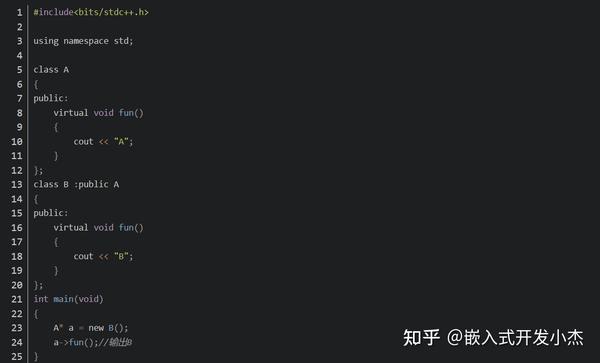 1 #include<bits/stdc++.h>
2
3 using namespace std;
4
5 class A
6 {
7 public:
8     virtual void fun()
9     {
10         cout << "A";
11     }
12 };
13 class B :public A
14 {
15 public:
16     virtual void fun()
17     {
18         cout << "B";
19     }
20 };
21 int main(void)
22 {
23     A* a = new B();
24     a->fun();//输出B
25 }
知乎 @嵌入式开发小杰